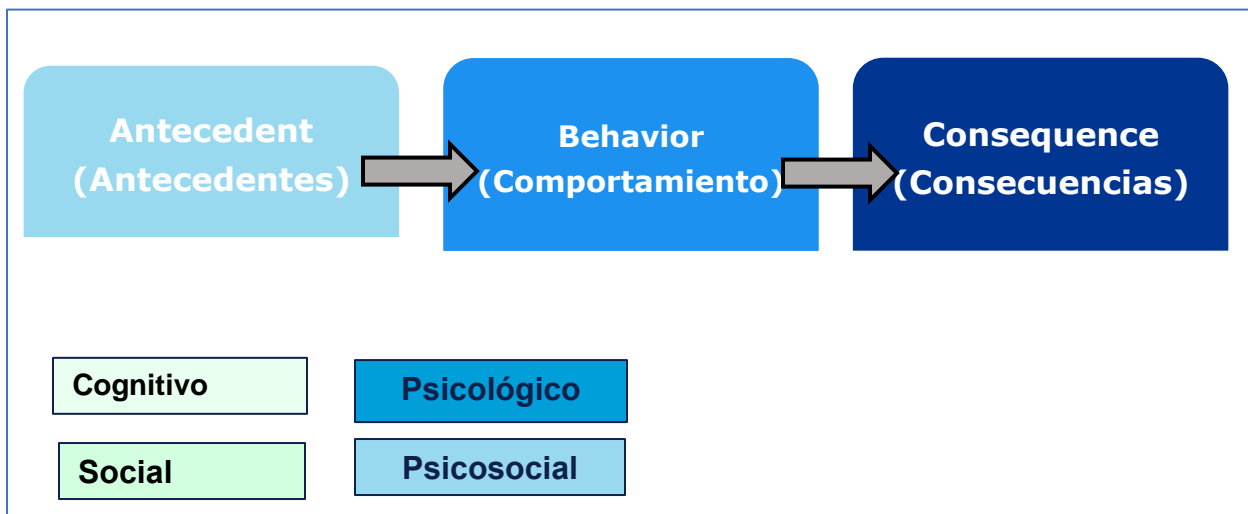 Antecedent
(Antecedentes)
Behavior
(Comportamiento)
Consequence
(Consecuencias)
Cognitivo
Psicológico
Social
Psicosocial